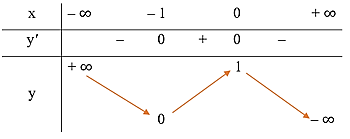 x − ∞ − 1 0 + ∞
y′ − 0 + 0 −
+ ∞ 1
y
0 − ∞